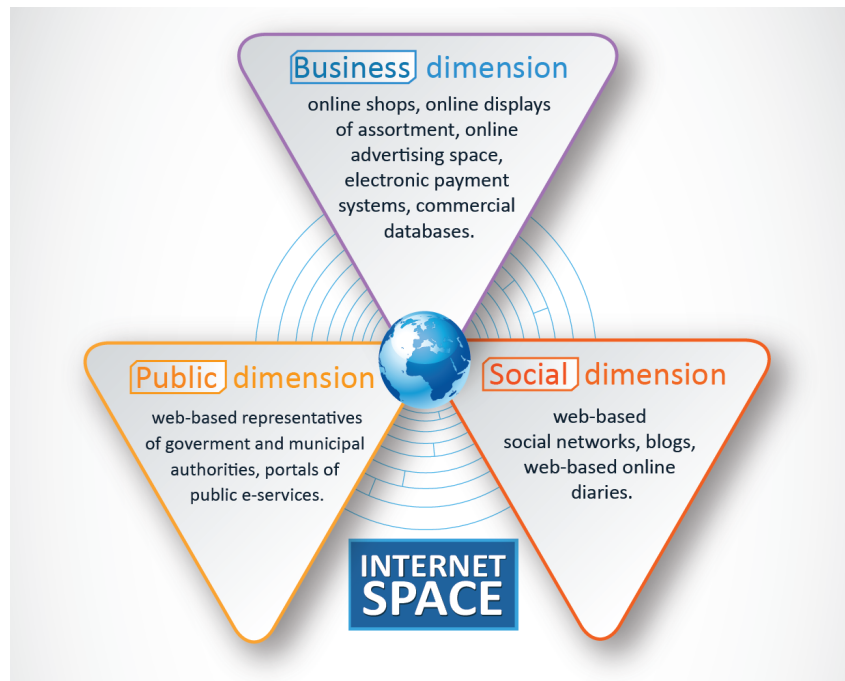 Business dimension
online shops, online displays
of assortment, online
advertising space,
electronic payment
systems, commercial
databases.
Public dimension
web-based representatives
of goverment and municipal
authorities, portals of
public e-services.
Social dimension
web-based
social networks, blogs,
web-based online
diaries.
INTERNET
SPACE